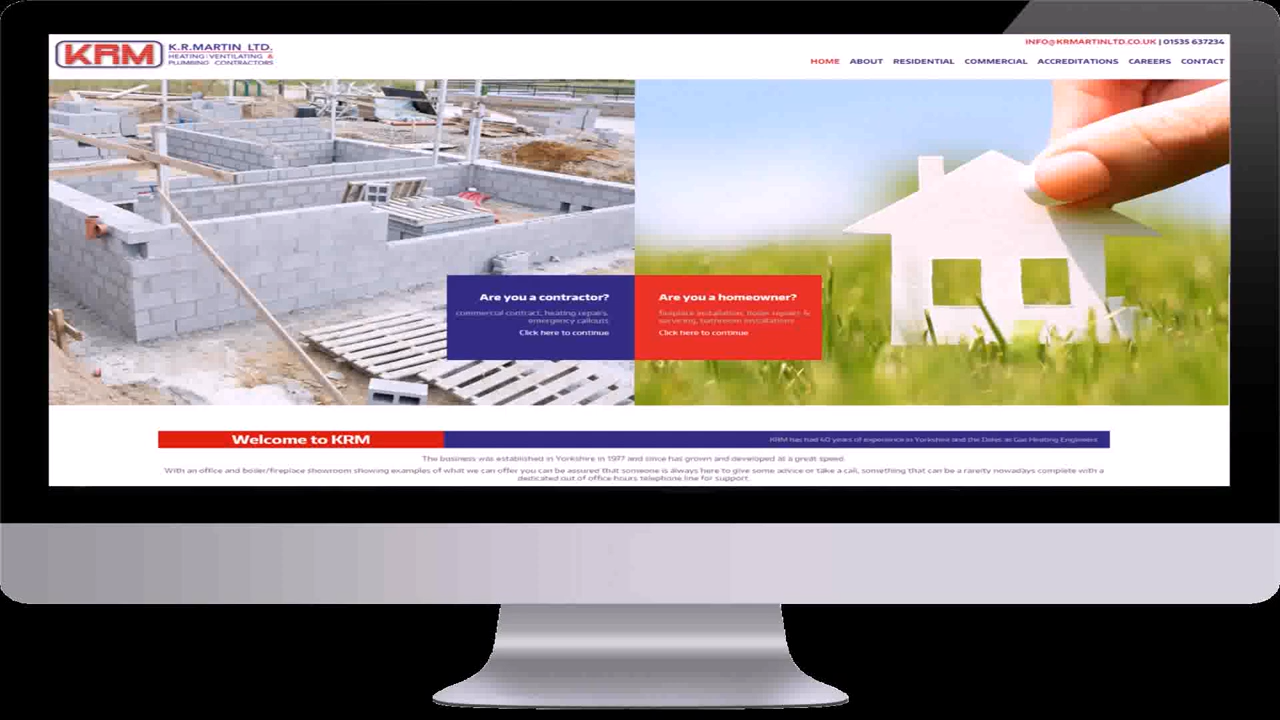 KRM
K.R.MARTIN LTD.
HEATING | VENTILATING &
PLUMBING CONTRACTORS
INFO@KRMARTINLTD.CO.UK | 01535 637234
HOME ABOUT RESIDENTIAL COMMERCIAL ACCREDITATIONS CAREERS CONTACT
Are you a contractor?
commercial contract, heating repairs,
emergency callouts
Click here to continue
Are you a homeowner?
fireplace installation, boiler repairs &
servicing, bathroom installations
Click here to continue
Welcome to KRM
KRM has had 40 years of experience in Yorkshire and the Dales as Gas Heating Engineers
The business was established in Yorkshire in 1977 and since has grown and developed at a great speed.
With an office and boiler/fireplace showroom showing examples of what we can offer you can be assured that someone is always here to give some advice or take a call, something that can be a rarety nowadays complete with a
dedicated out of office hours telephone line for support.